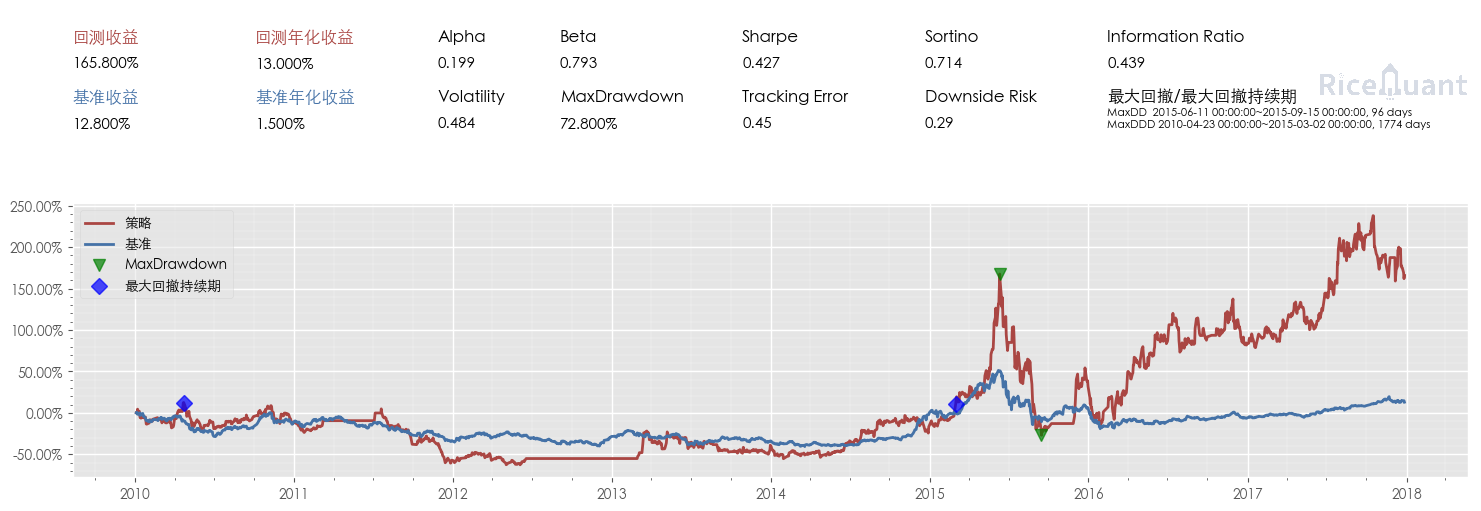 回测收益 回测年化收益 Alpha Beta Sharpe Sortino Information Ratio
165.800% 13.000% 0.199 0.793 0.427 0.714 0.439
RiceQuant
基准收益 基准年化收益 Volatility MaxDrawdown Tracking Error Downside Risk 最大回撤/最大回撤持续期
12.800% 1.500% 0.484 72.800% 0.45 0.29 MaxDD 2015-06-11 00:00:00~2015-09-15 00:00:00, 96 days
MaxDDD 2010-04-23 00:00:00~2015-03-02 00:00:00, 1774 days
250.00%
200.00%
150.00%
100.00%
50.00%
0.00%
-50.00%
策略
基准
MaxDrawdown
最大回撤持续期
2010 2011 2012 2013 2014 2015 2016 2017 2018